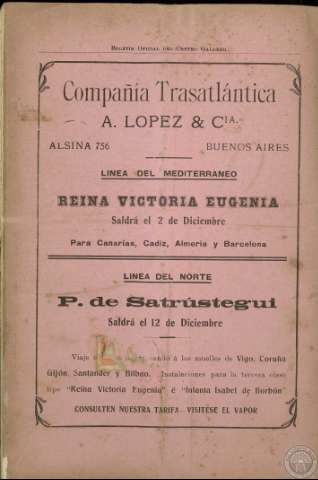 Boletín Oficial del Centro Gallego
Compañía Trasatlántica
A. LOPEZ & CIA.
ALSINA 756 BUENOS AIRES
LINEA DEL MEDITERRANEO
REINA VICTORIA EUGENIA
Saldrá el 2 de Diciembre
Para Canarias, Cadiz, Almeria y Barcelona
LINEA DEL NORTE
P. de Satrústegui
Saldrá el 12 de Diciembre
Viaje á los muelles de Vigo, Coruña
Gijón, Santander y Bilbao. Instalaciones para la tercera clase
tipo "Reina Victoria Eugenia" é "Infanta Isabel de Borbón"
CONSULTEN NUESTRA TARIFA - VISITESE EL VAPOR